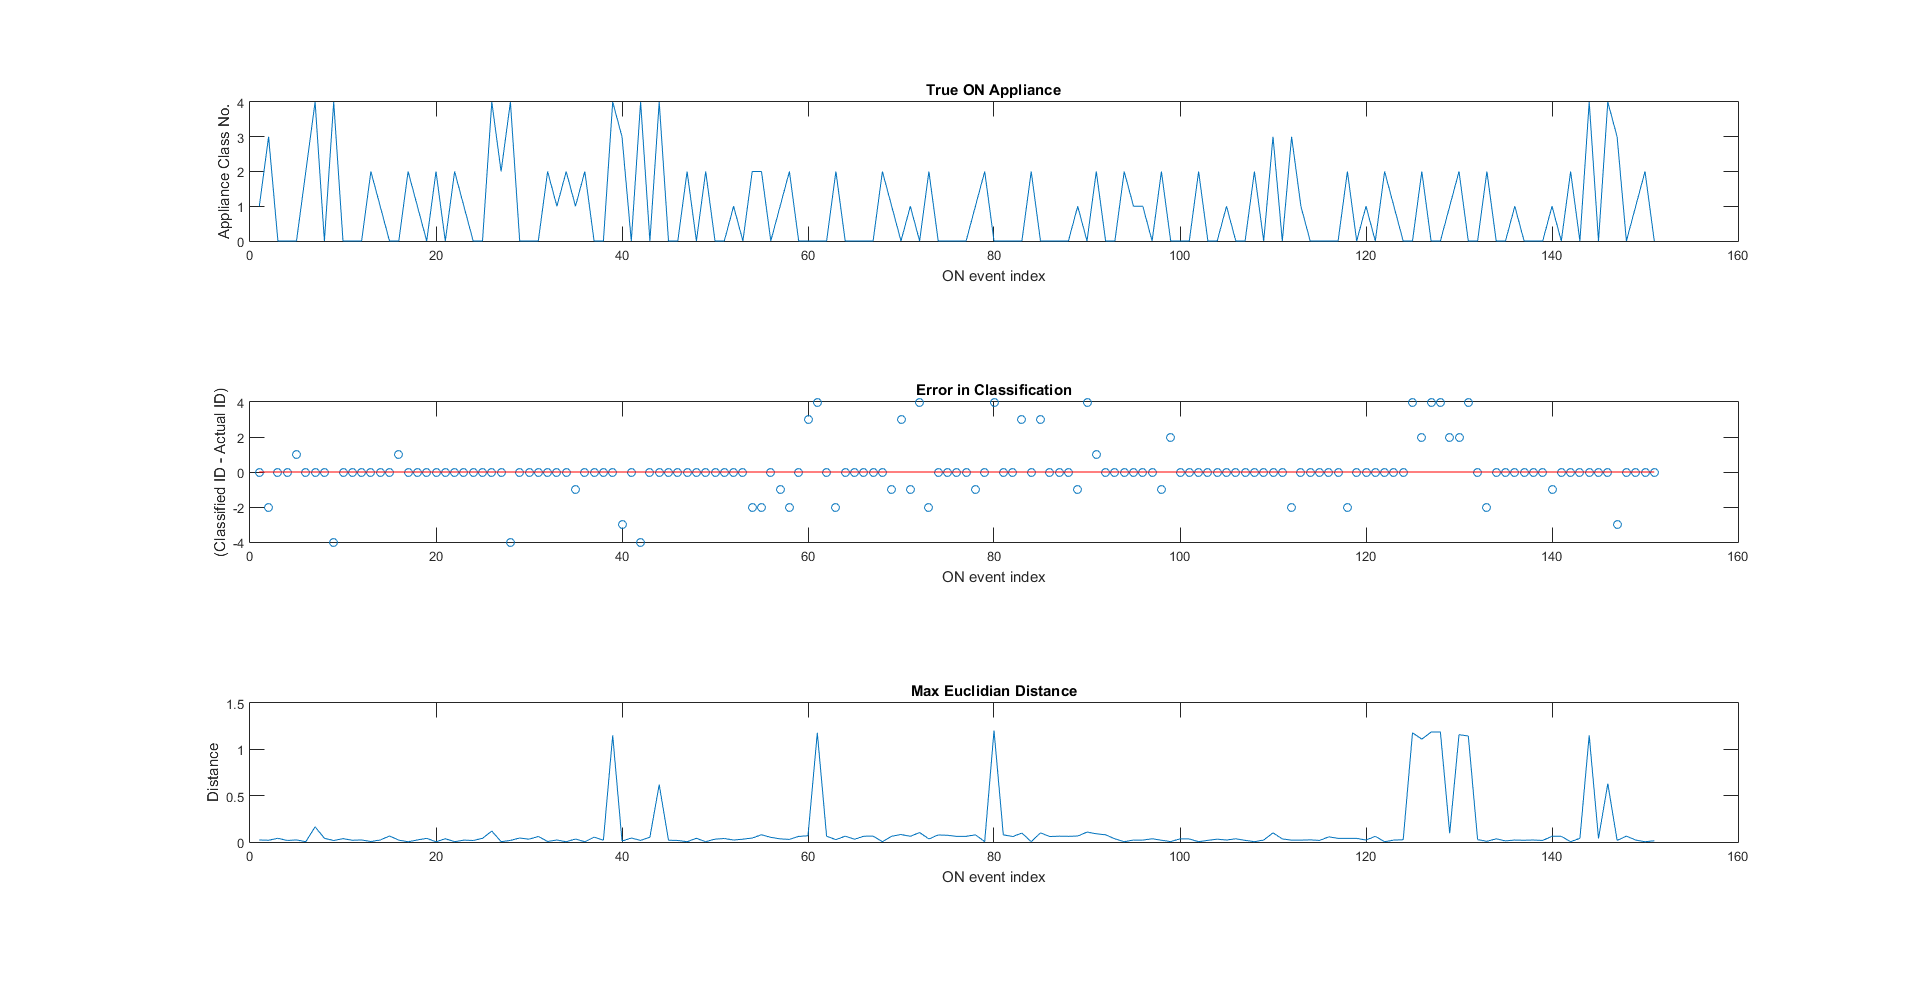 True ON Appliance
Appliance Class No.
4
3
2
1
0
0 20 40 60 80 100 120 140 160
ON event index
Error in Classification
(Classified ID - Actual ID)
4
2
0
-2
-4
0 20 40 60 80 100 120 140 160
ON event index
Max Euclidian Distance
Distance
1.5
1
0.5
0
0 20 40 60 80 100 120 140 160
ON event index